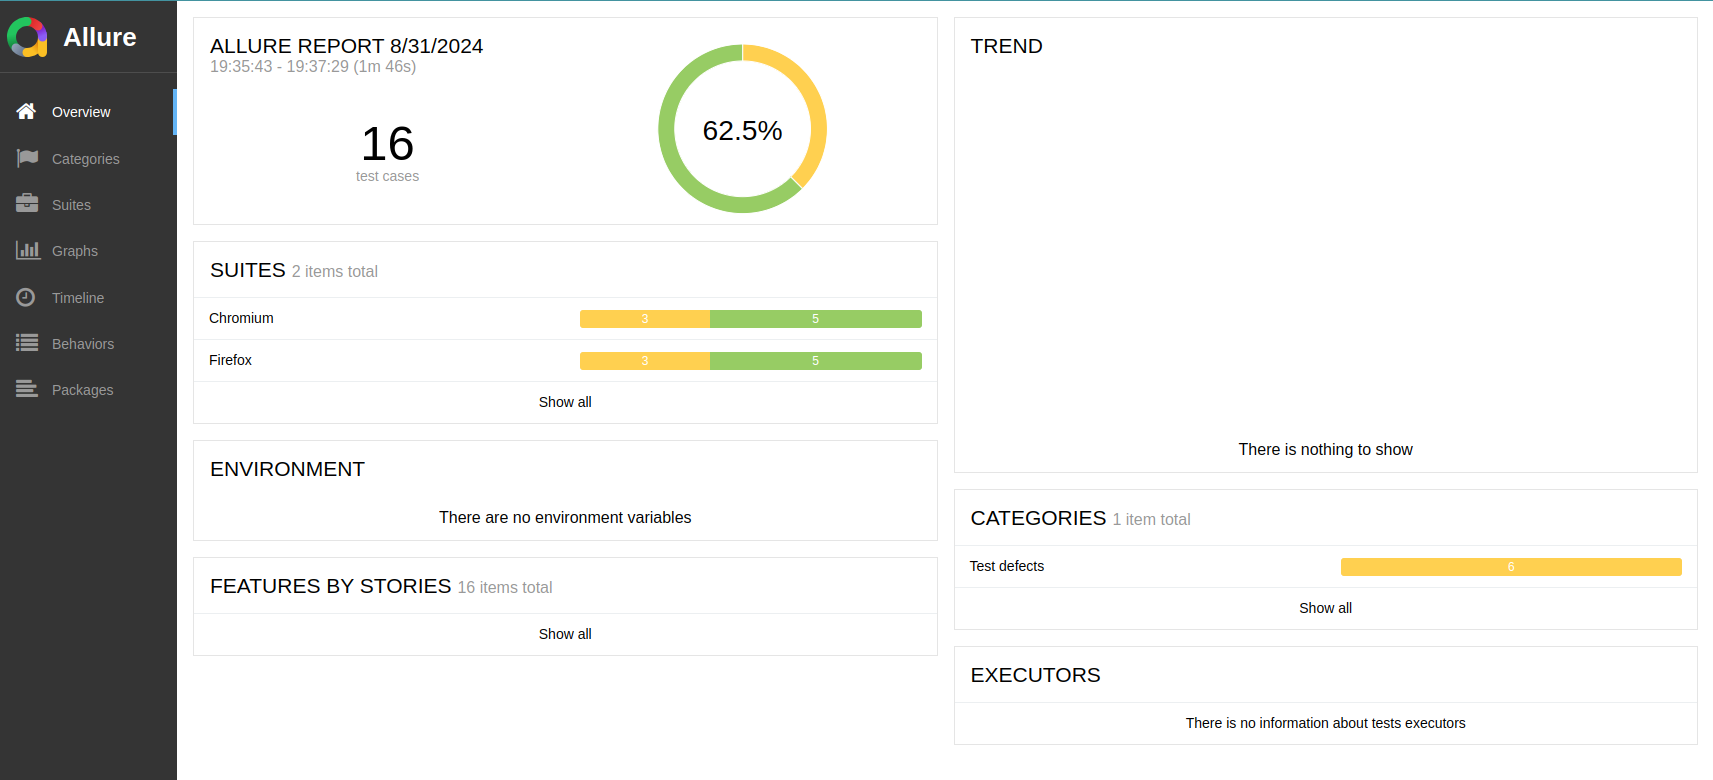 Allure
Overview
Categories
Suites
Graphs
Timeline
Behaviors
Packages
ALLURE REPORT 8/31/2024
19:35:43 - 19:37:29 (1m 46s)
16
test cases
62.5%
SUITES 2 items total
Chromium 3 5
Firefox 3 5
Show all
ENVIRONMENT
There are no environment variables
FEATURES BY STORIES 16 items total
Show all
TREND
There is nothing to show
CATEGORIES 1 item total
Test defects 6
Show all
EXECUTORS
There is no information about tests executors